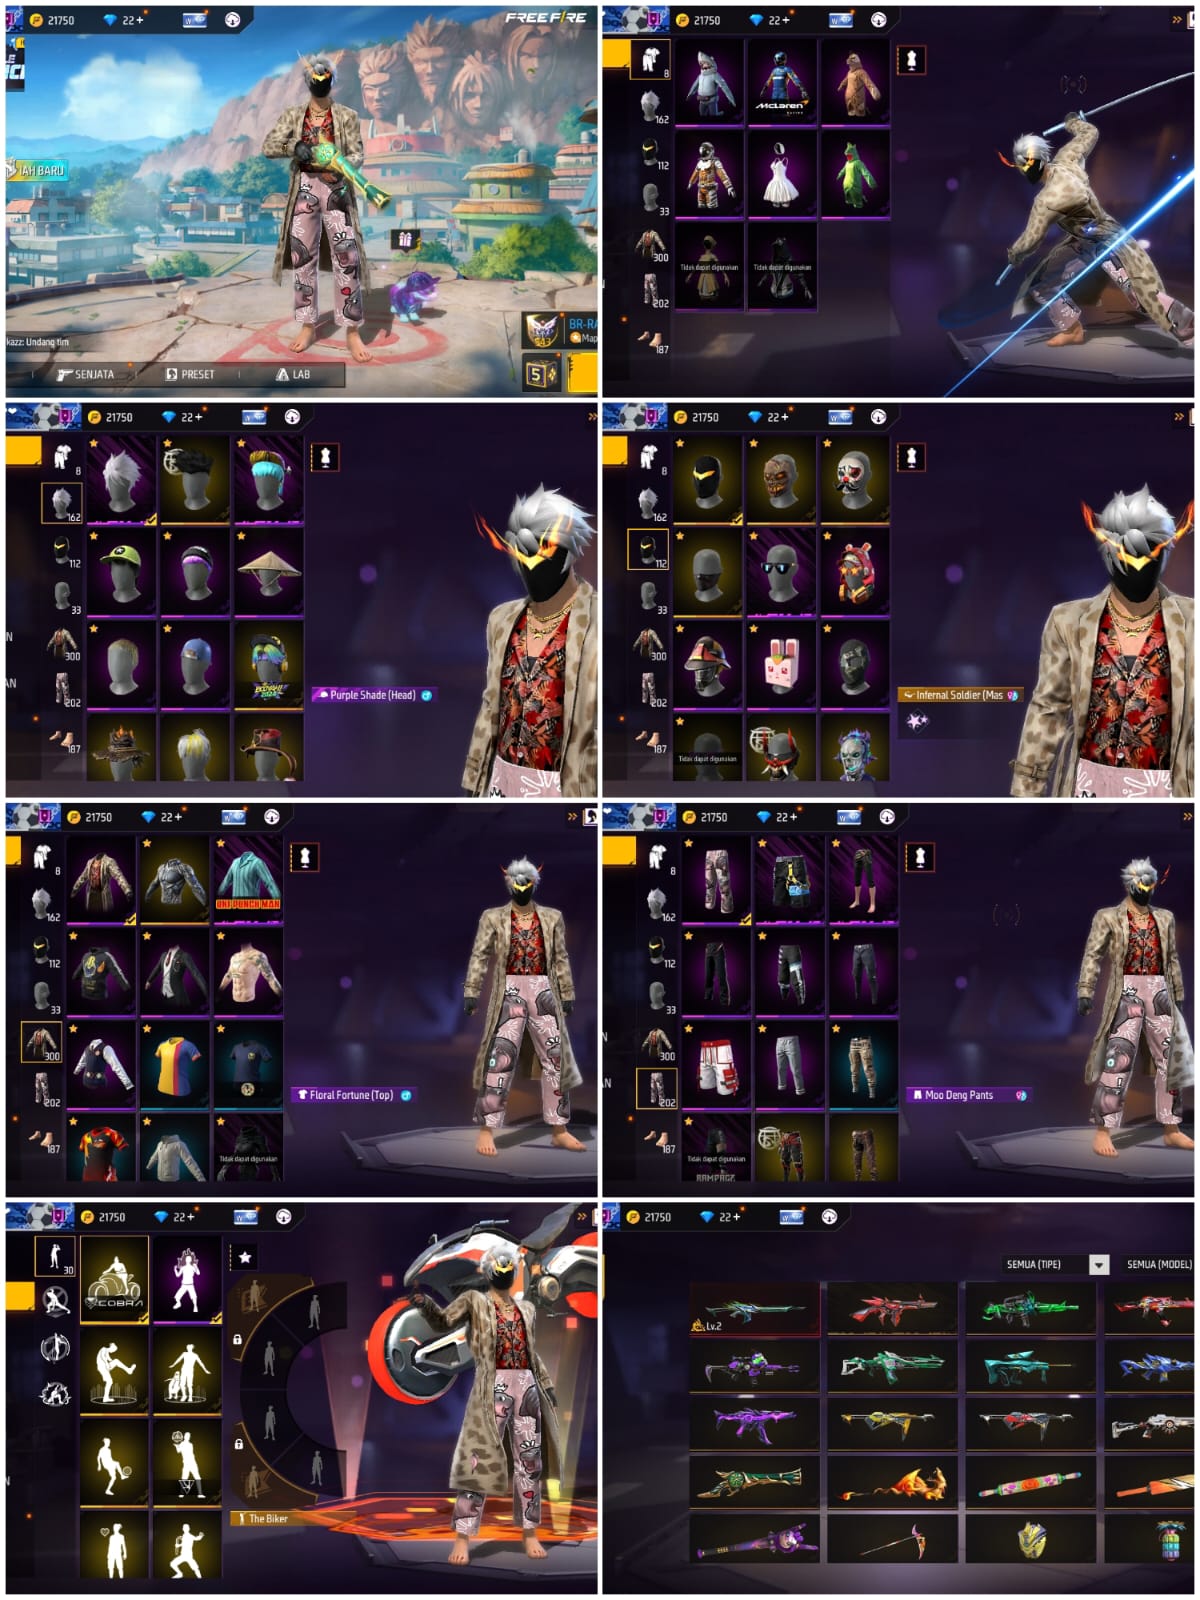 21750
22+
FREE FIRE
IAH BARU
kazz: Undang tim
SENJATA
PRESET
LAB
543
BR-RA
Map
5
21750
22+
8
McLaren
162
112
33
300
Tidak dapat digunakan
Tidak dapat digunakan
202
187
21750
22+
8
162
112
33
300
202
187
Purple Shade (Head)
21750
22+
8
162
112
33
300
202
187
Infernal Soldier (Mas
Tidak dapat digunakan
21750
22+
8
162
ONE PUNCH MAN
112
33
300
202
187
Floral Fortune (Top)
Tidak dapat digunakan
21750
22+
8
162
112
33
300
202
187
Moo Deng Pants
Tidak dapat digunakan
RAMPAGE
21750
22+
30
COBRA
The Biker
21750
22+
SEMUA (TIPE)
SEMUA (MODEL)
Lv.2